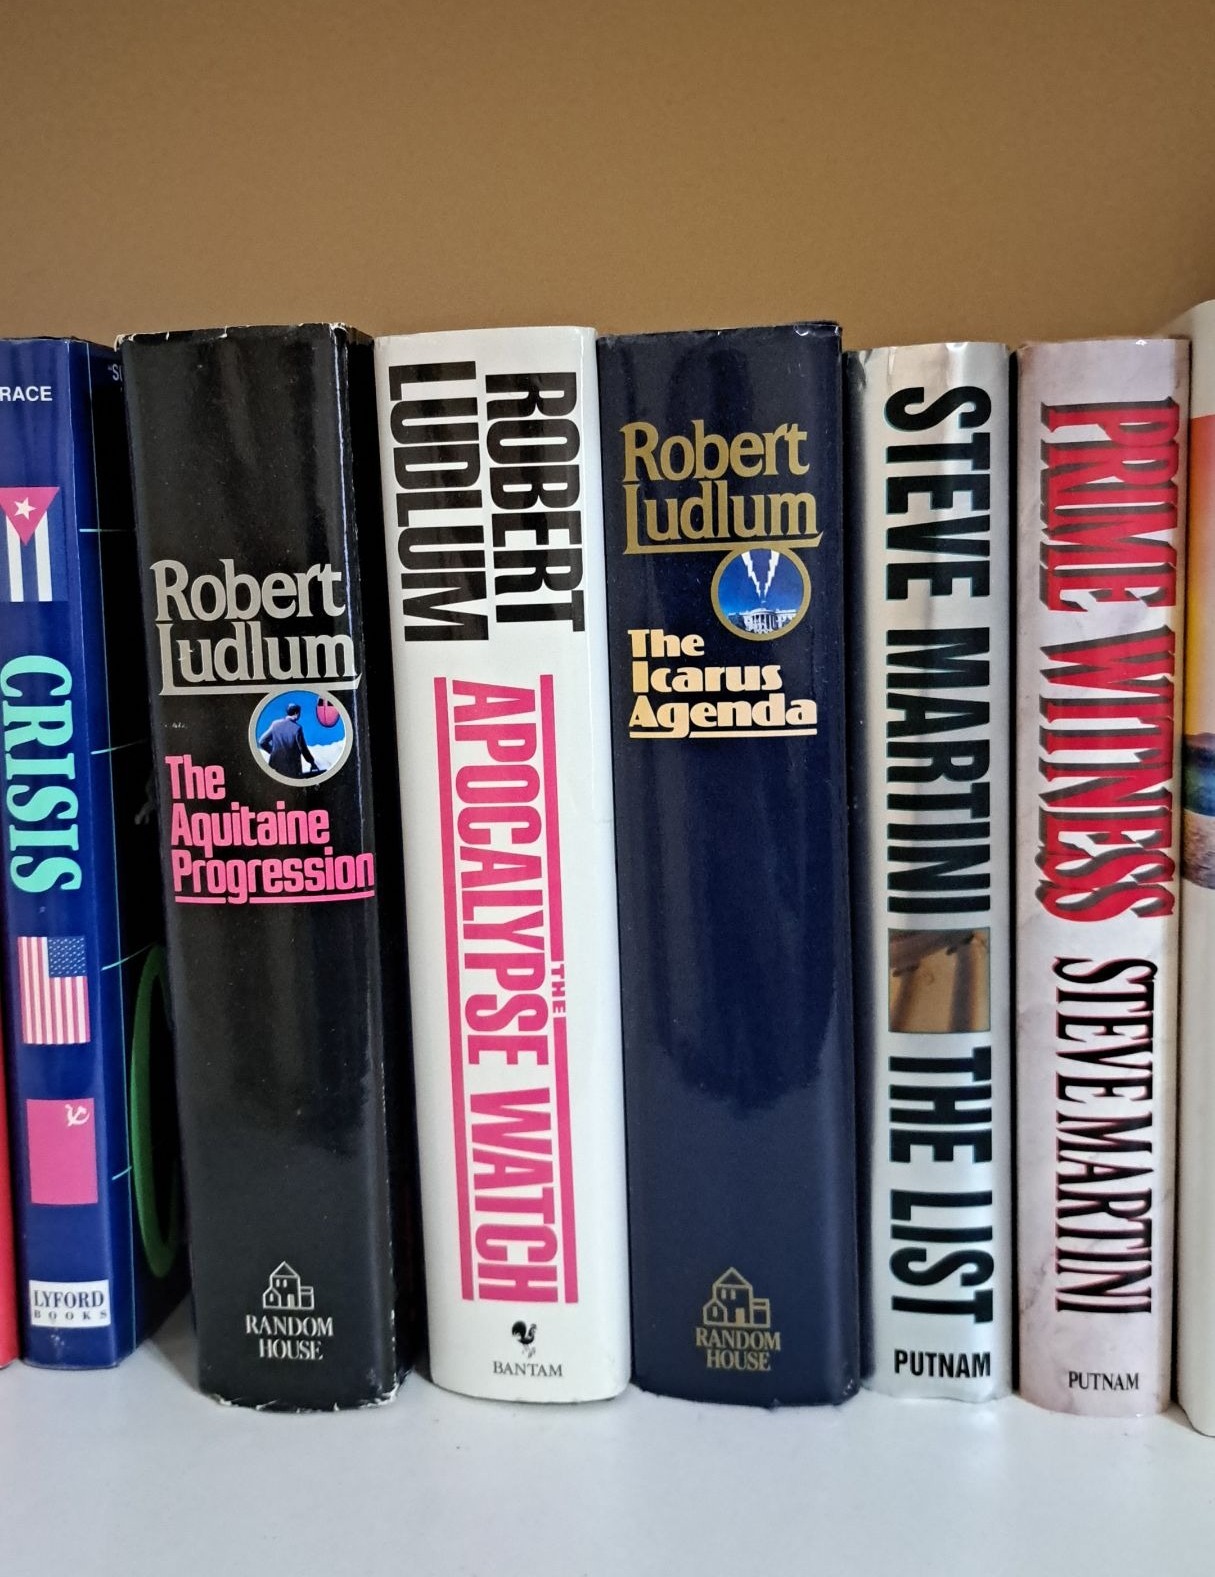 RACE
CRISIS
LYFORD
BOOKS
"SU
Robert
Ludlum
The
Aquitaine
Progression
RANDOM
HOUSE
ROBERT
LUDLUM
THE
APOCALYPSE WATCH
BANTAM
Robert
Ludlum
The
Icarus
Agenda
RANDOM
HOUSE
STEVE MARTINI
THE LIST
PUTNAM
PRIME WITNESS
STEVE MARTINI
PUTNAM